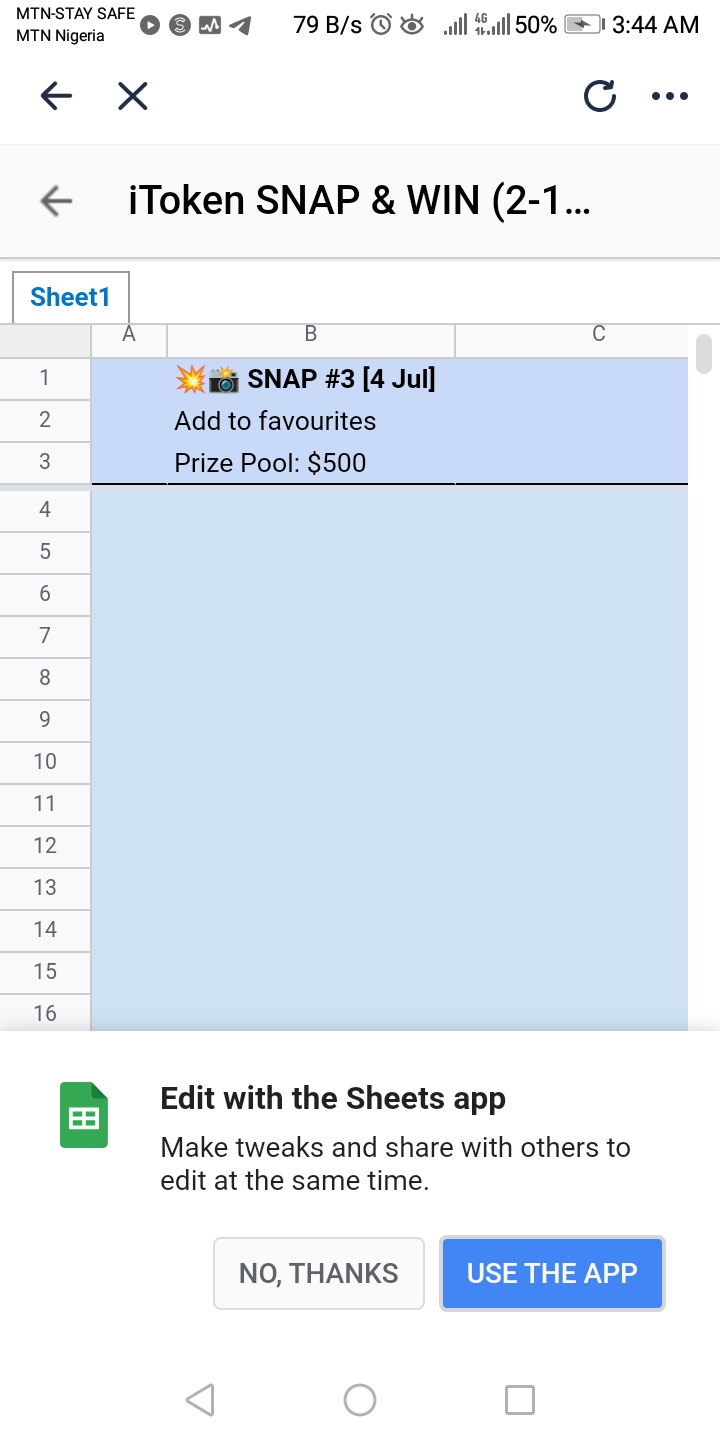 MTN-STAY SAFE
MTN Nigeria
79 B/s 4G 50% 3:44 AM
iToken SNAP & WIN (2-1...
Sheet1
A B C
1 💥📸 SNAP #3 [4 Jul]
2 Add to favourites
3 Prize Pool: $500
4
5
6
7
8
9
10
11
12
13
14
15
16
Edit with the Sheets app
Make tweaks and share with others to
edit at the same time.
NO, THANKS USE THE APP